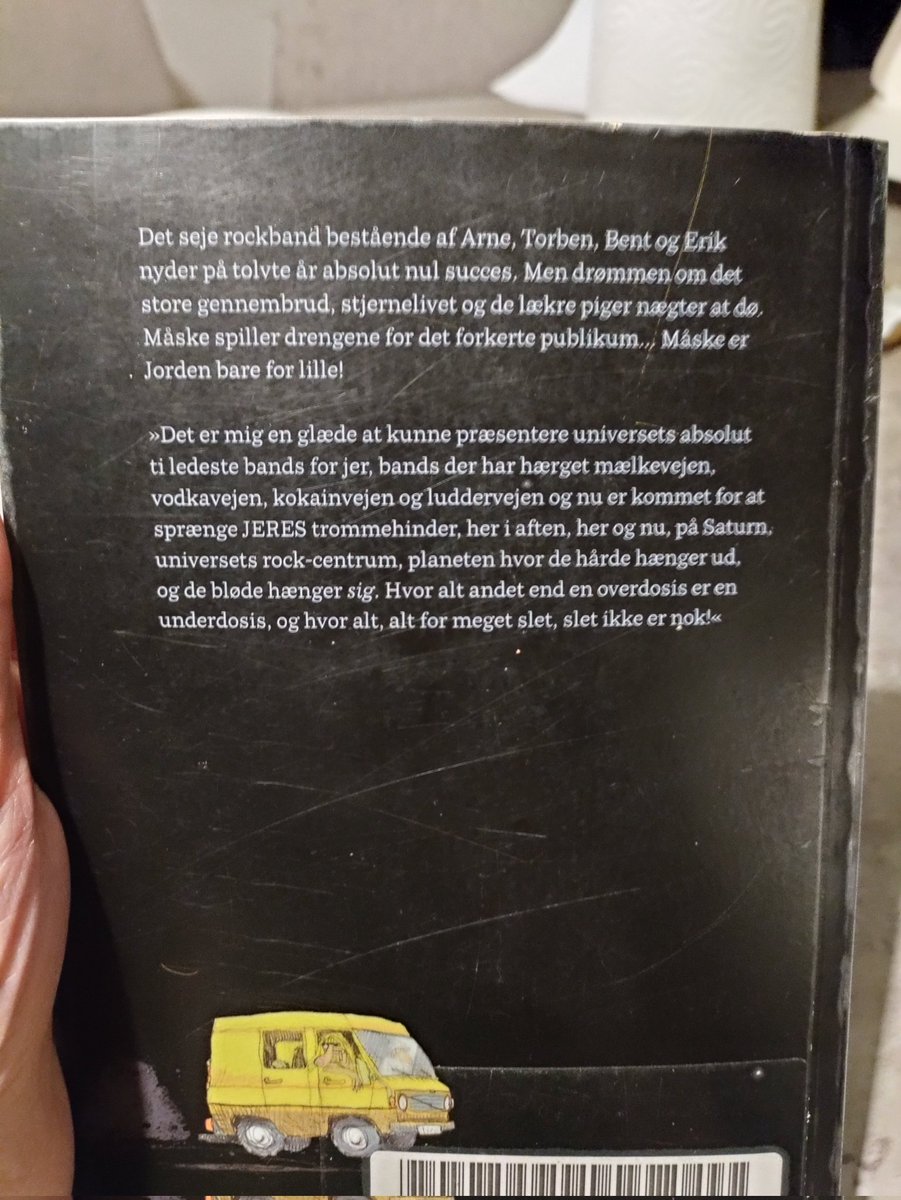 Det seje rockband bestående af Arne, Torben, Bent og Erik
nyder på tolvte år absolut nul succes. Men drømmen om det
store gennembrud, stjernelivet og de lækre piger nægter at dø.
Måske spiller drengene for det forkerte publikum... Måske er
Jorden bare for lille!
»Det er mig en glæde at kunne præsentere universets absolut
ti ledeste bands for jer, bands der har hærget mælkevejen,
vodkavejen, kokainvejen og luddervejen og nu er kommet for at
sprænge JERES trommehinder, her i aften, her og nu, på Saturn,
universets rock-centrum, planeten hvor de hårde hænger ud,
og de bløde hænger sig. Hvor alt andet end en overdosis er en
underdosis, og hvor alt, alt for meget slet, slet ikke er nok!«